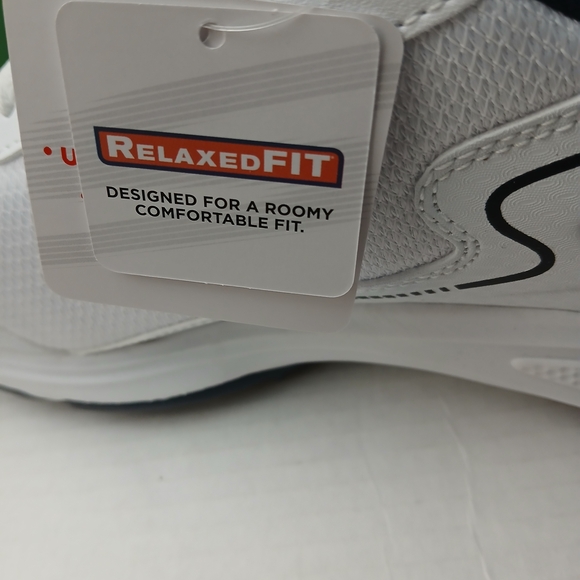 RELAXEDFIT
DESIGNED FOR A ROOMY
COMFORTABLE FIT.